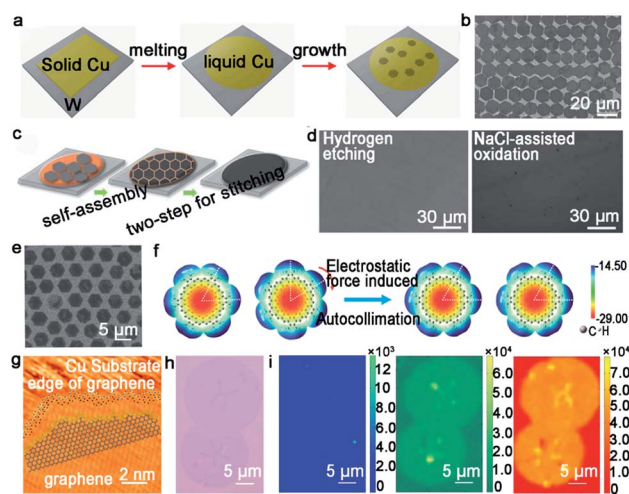 a
Solid Cu
W
melting
liquid Cu
growth
b
20 µm
c
self-assembly
two-step for stitching
d
Hydrogen
etching
30 µm
NaCl-assisted
oxidation
30 µm
e
5 µm
f
Electrostatic
force induced
Autocollimation
14.50
-29.00
C-H
g
Cu Substrate
edge of graphene
graphene
2 nm
h
5 µm
i
5 µm
×10³
12
10
8.0
6.0
4.0
2.0
0
5 µm
×10⁴
6.0
5.0
4.0
3.0
2.0
1.0
0
5 µm
×10⁴
7.0
6.0
5.0
4.0
3.0
2.0
1.0
0